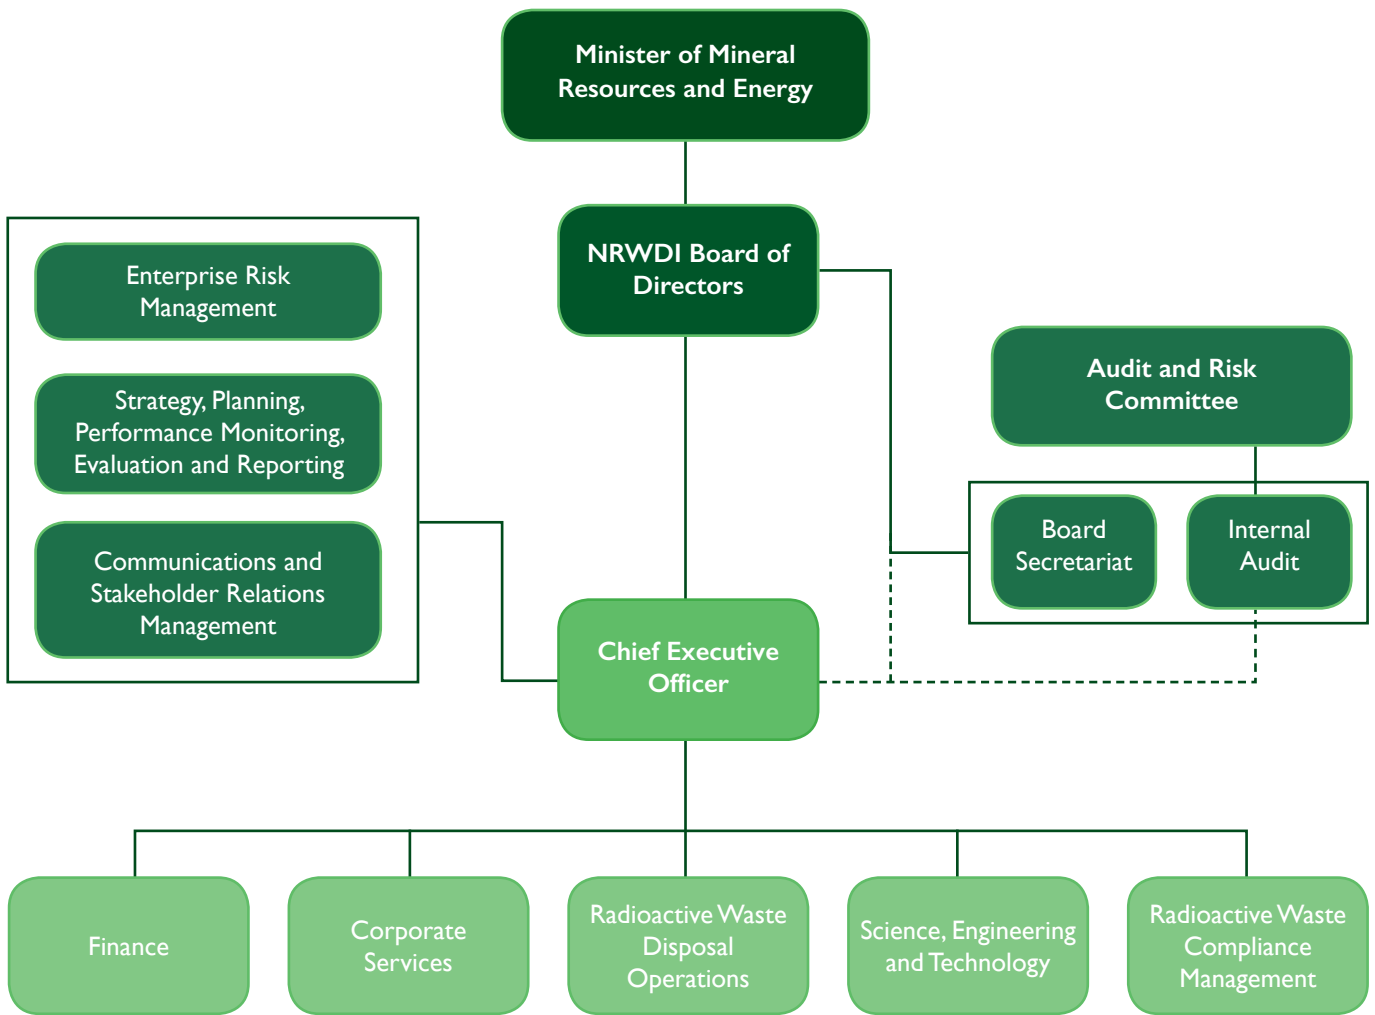 Minister of Mineral
Resources and Energy
NRWDI Board of
Directors
Enterprise Risk
Management
Strategy, Planning,
Performance Monitoring,
Evaluation and Reporting
Communications and
Stakeholder Relations
Management
Audit and Risk
Committee
Board
Secretariat
Internal
Audit
Chief Executive
Officer
Finance
Corporate
Services
Radioactive Waste
Disposal
Operations
Science, Engineering
and Technology
Radioactive Waste
Compliance
Management